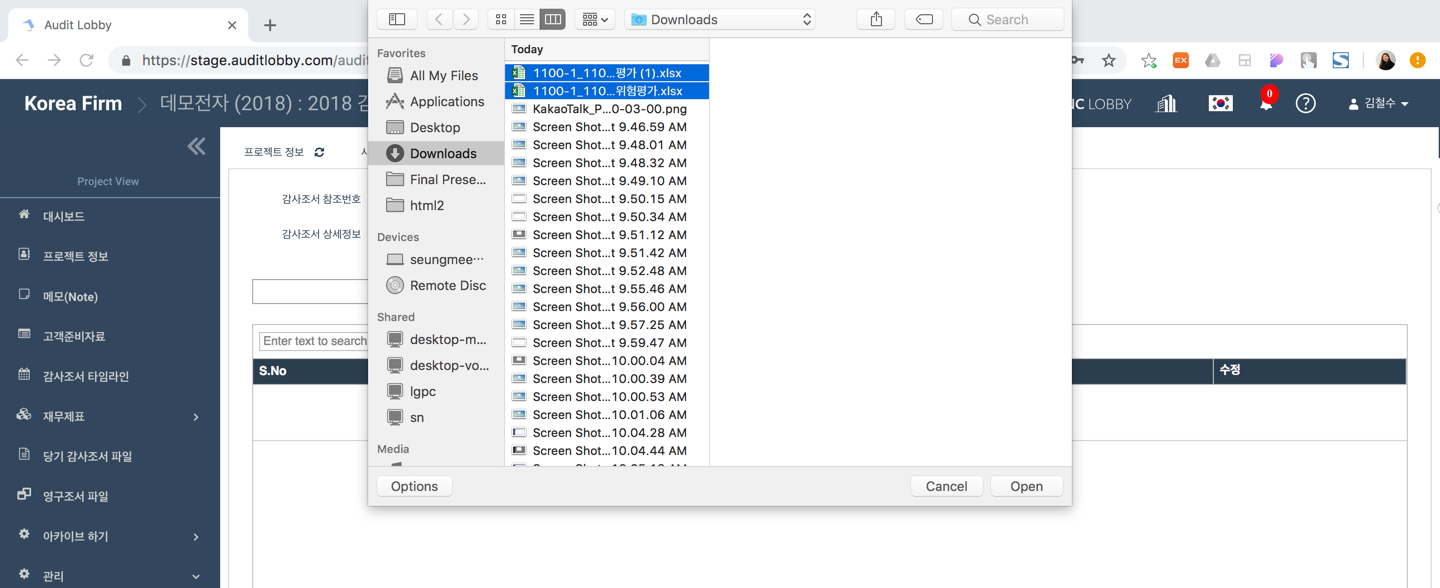 Audit Lobby
Downloads
Search
https://stage.auditlobby.com/audi
Korea Firm
데모전자 (2018) : 2018 감
NC LOBBY
0
김철수
Project View
대시보드
프로젝트 정보
메모(Note)
고객준비자료
감사조서 타임라인
재무제표
당기 감사조서 파일
영구조서 파일
아카이브 하기
관리
프로젝트 정보
감사조서 참조번호
감사조서 상세정보
Enter text to search
S.No
수정
Favorites
All My Files
Applications
Desktop
Downloads
Final Prese...
html2
Devices
seungmee…
Remote Disc
Shared
desktop-m...
desktop-vo...
lgpc
sn
Media
Today
1100-1_110...평가 (1).xlsx
1100-1_110...위험평가.xlsx
KakaoTalk_P...0-03-00.png
Screen Shot...t 9.46.59 AM
Screen Shot...t 9.48.01 AM
Screen Shot...t 9.48.32 AM
Screen Shot...t 9.49.10 AM
Screen Shot...t 9.50.15 AM
Screen Shot...t 9.50.34 AM
Screen Shot...t 9.51.12 AM
Screen Shot...t 9.51.42 AM
Screen Shot...t 9.52.48 AM
Screen Shot...t 9.55.46 AM
Screen Shot...t 9.56.00 AM
Screen Shot...t 9.57.25 AM
Screen Shot...t 9.59.47 AM
Screen Shot...10.00.04 AM
Screen Shot...10.00.39 AM
Screen Shot...10.00.53 AM
Screen Shot...10.01.06 AM
Screen Shot...10.04.28 AM
Screen Shot...10.04.44 AM
Options
Cancel
Open